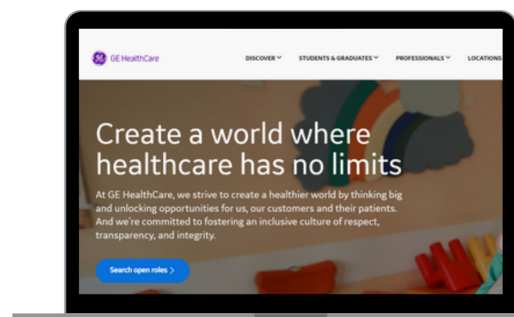 GE HealthCare
DISCOVER
STUDENTS & GRADUATES
PROFESSIONALS
LOCATIONS
Create a world where
healthcare has no limits
At GE HealthCare, we strive to create a healthier world by thinking big
and unlocking opportunities for us, our customers and their patients.
And we're committed to fostering an inclusive culture of respect,
transparency, and integrity.
Search open roles >